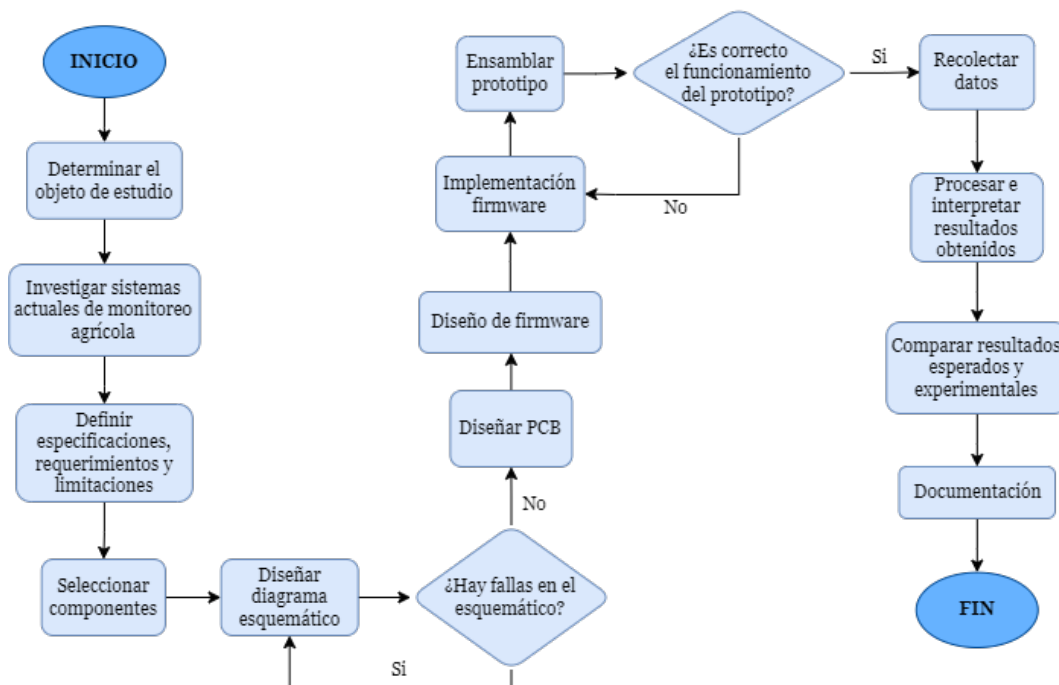 INICIO
Determinar el
objeto de estudio
Investigar sistemas
actuales de monitoreo
agrícola
Definir
especificaciones,
requerimientos y
limitaciones
Seleccionar
componentes
Diseñar
diagrama
esquemático
¿Hay fallas en el
esquemático?
Si
No
Diseñar PCB
Diseño de firmware
Implementación
firmware
Ensamblar
prototipo
¿Es correcto
el funcionamiento
del prototipo?
No
Si
Recolectar
datos
Procesar e
interpretar
resultados
obtenidos
Comparar resultados
esperados y
experimentales
Documentación
FIN